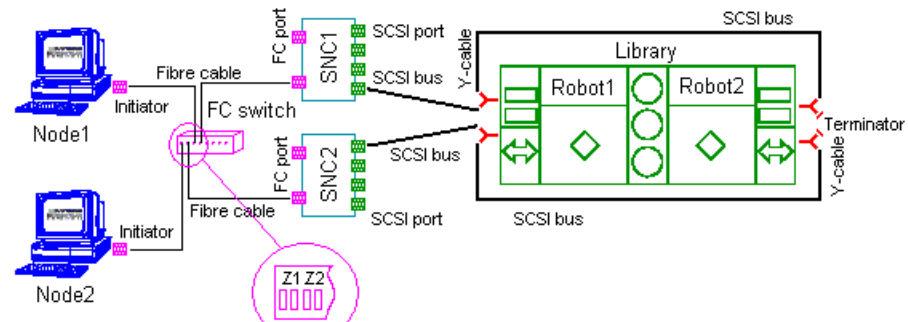 SCSI bus
FC port
SNC1
SCSI port
Y-cable
Library
Fibre cable
SCSI bus
Robot1
Robot2
Initiator
FC switch
Node1
Terminator
FC port
SNC2
SCSI bus
Y-cable
Fibre cable
SCSI port
SCSI bus
Initiator
Z1 Z2
Node2